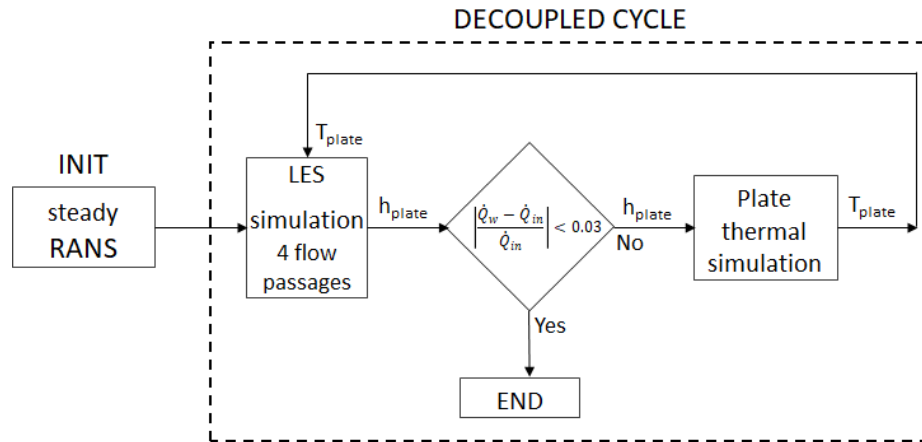 DECOUPLED CYCLE
INIT
steady
RANS
T_plate
LES
simulation
4 flow
passages
h_plate
|Q̇_w − Q̇_in / Q̇_in| < 0.03
h_plate
No
Yes
END
Plate
thermal
simulation
T_plate